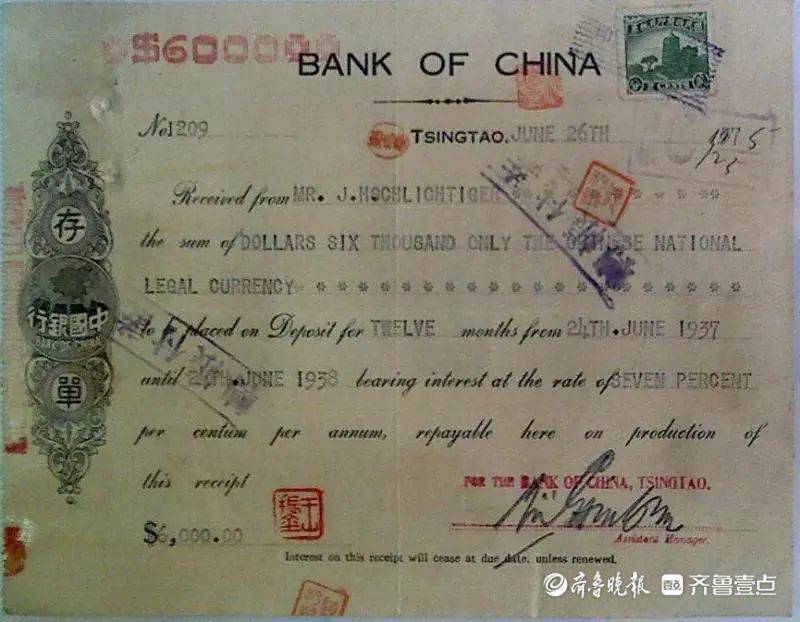 $6000
BANK OF CHINA
No1209
TSINGTAO. JUNE 26TH
Received from MR. J.HSCHLICHTIGER * * * * * * *
the sum of DOLLARS SIX THOUSAND ONLY THE CHINESE NATIONAL
LEGAL CURRENCY * * * * * * * * * * * * * * * * *
to be placed on Deposit for TWELVE months from 24TH.JUNE 1937
until 24TH.JUNE 1938 bearing interest at the rate of SEVEN PERCENT
per centum per annum, repayable here on production of
this receipt
FOR THE BANK OF CHINA, TSINGTAO.
$6,000.00
Assistant Manager.
Interest on this receipt will cease at due date, unless renewed.
存
中國銀行
BANK OF CHINA
單
齐鲁晚报 齐鲁壹点